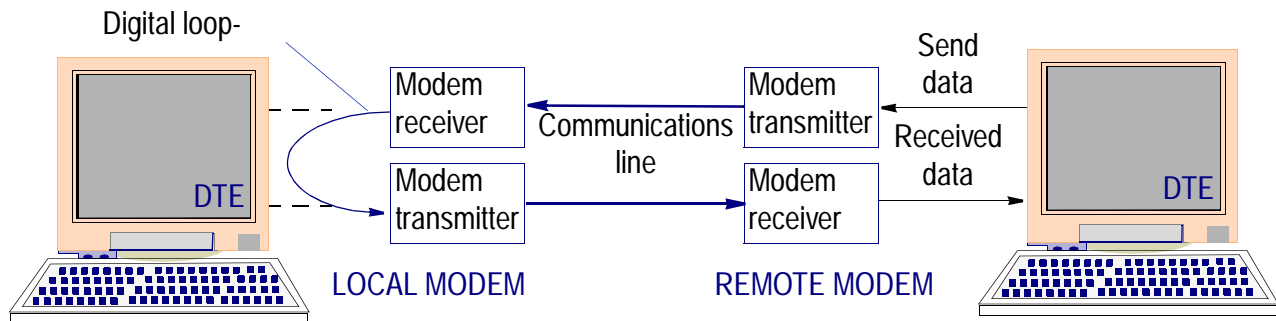 Digital loop-
DTE
Modem
receiver
Modem
transmitter
LOCAL MODEM
Communications
line
Modem
transmitter
Modem
receiver
REMOTE MODEM
Send
data
Received
data
DTE